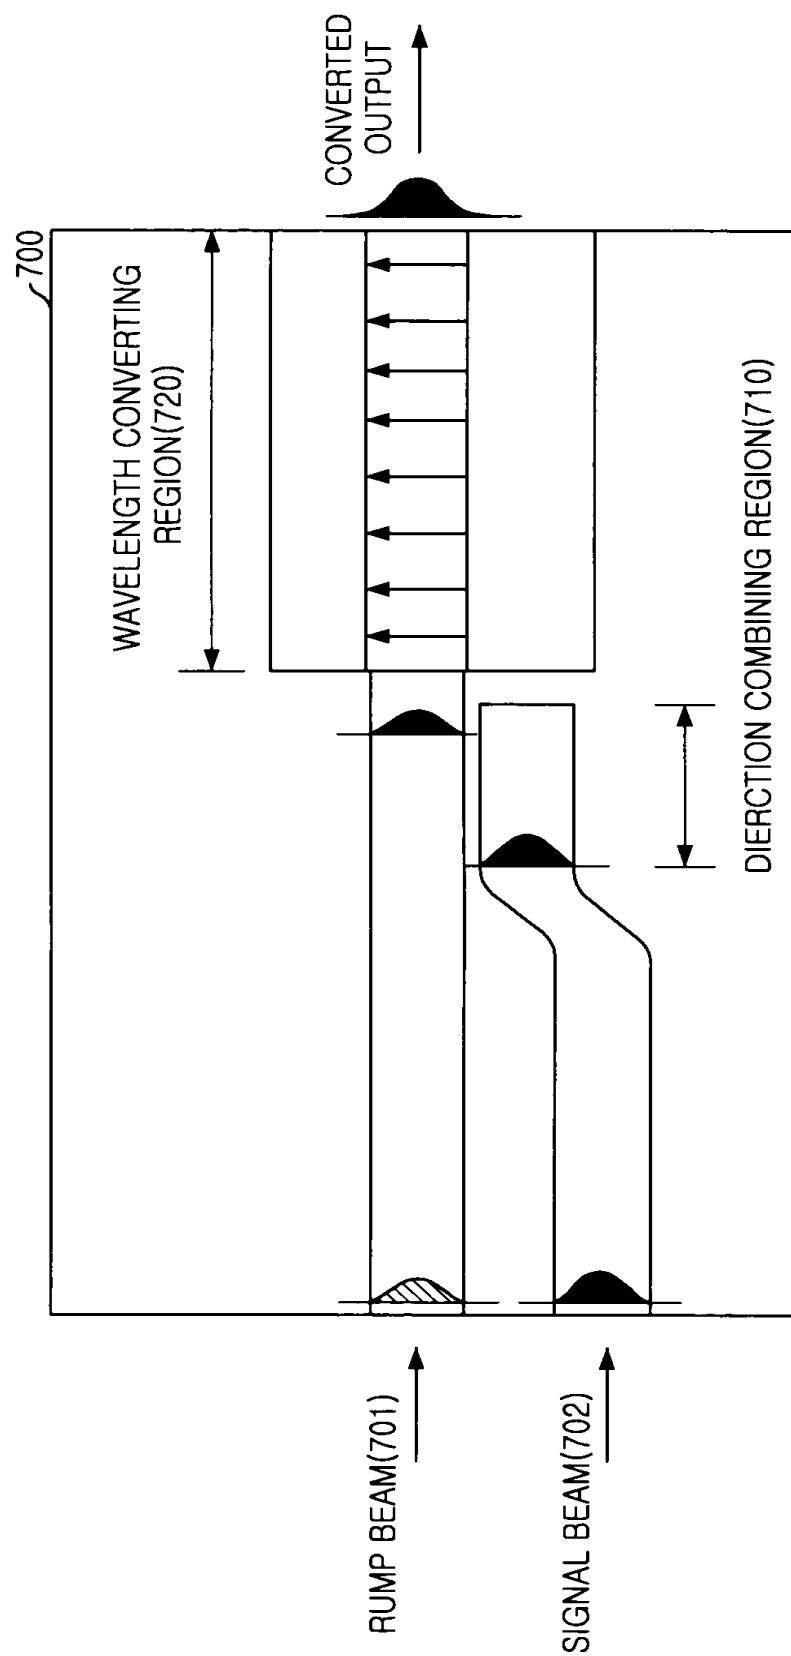 700
WAVELENGTH CONVERTING
REGION(720)
CONVERTED
OUTPUT
RUMP BEAM(701)
SIGNAL BEAM(702)
DIERCTION COMBINING REGION(710)